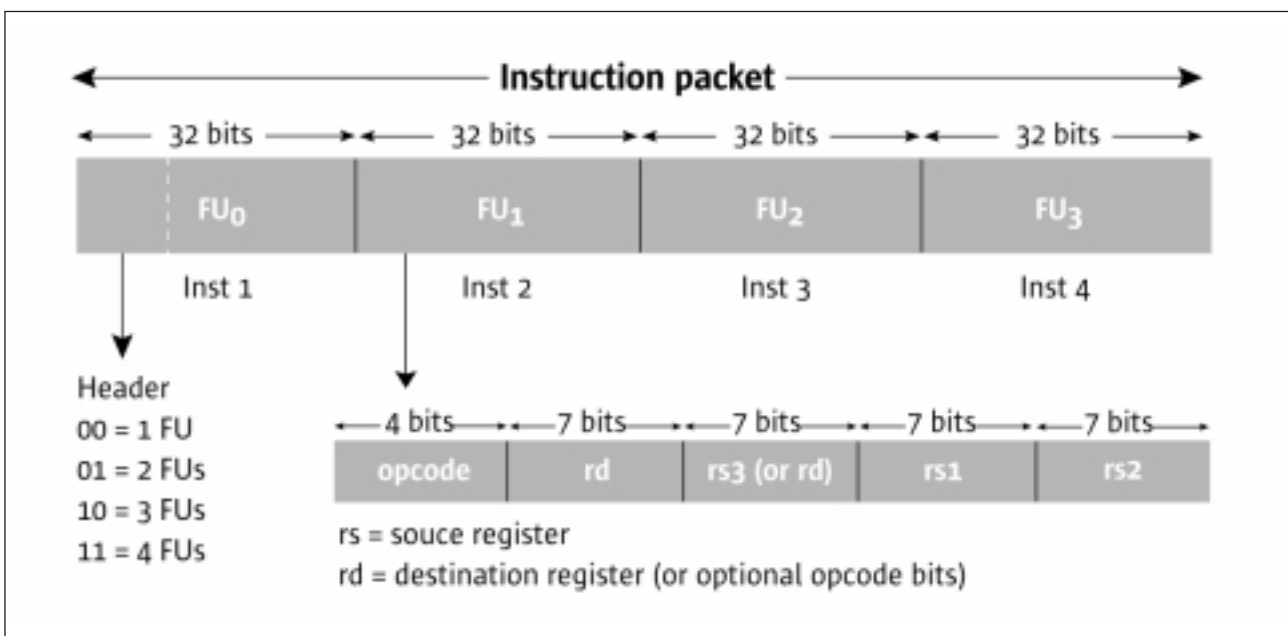 Instruction packet
32 bits 32 bits 32 bits 32 bits
FU0 FU1 FU2 FU3
Inst 1 Inst 2 Inst 3 Inst 4
Header
00 = 1 FU
01 = 2 FUs
10 = 3 FUs
11 = 4 FUs
4 bits 7 bits 7 bits 7 bits 7 bits
opcode rd rs3 (or rd) rs1 rs2
rs = souce register
rd = destination register (or optional opcode bits)